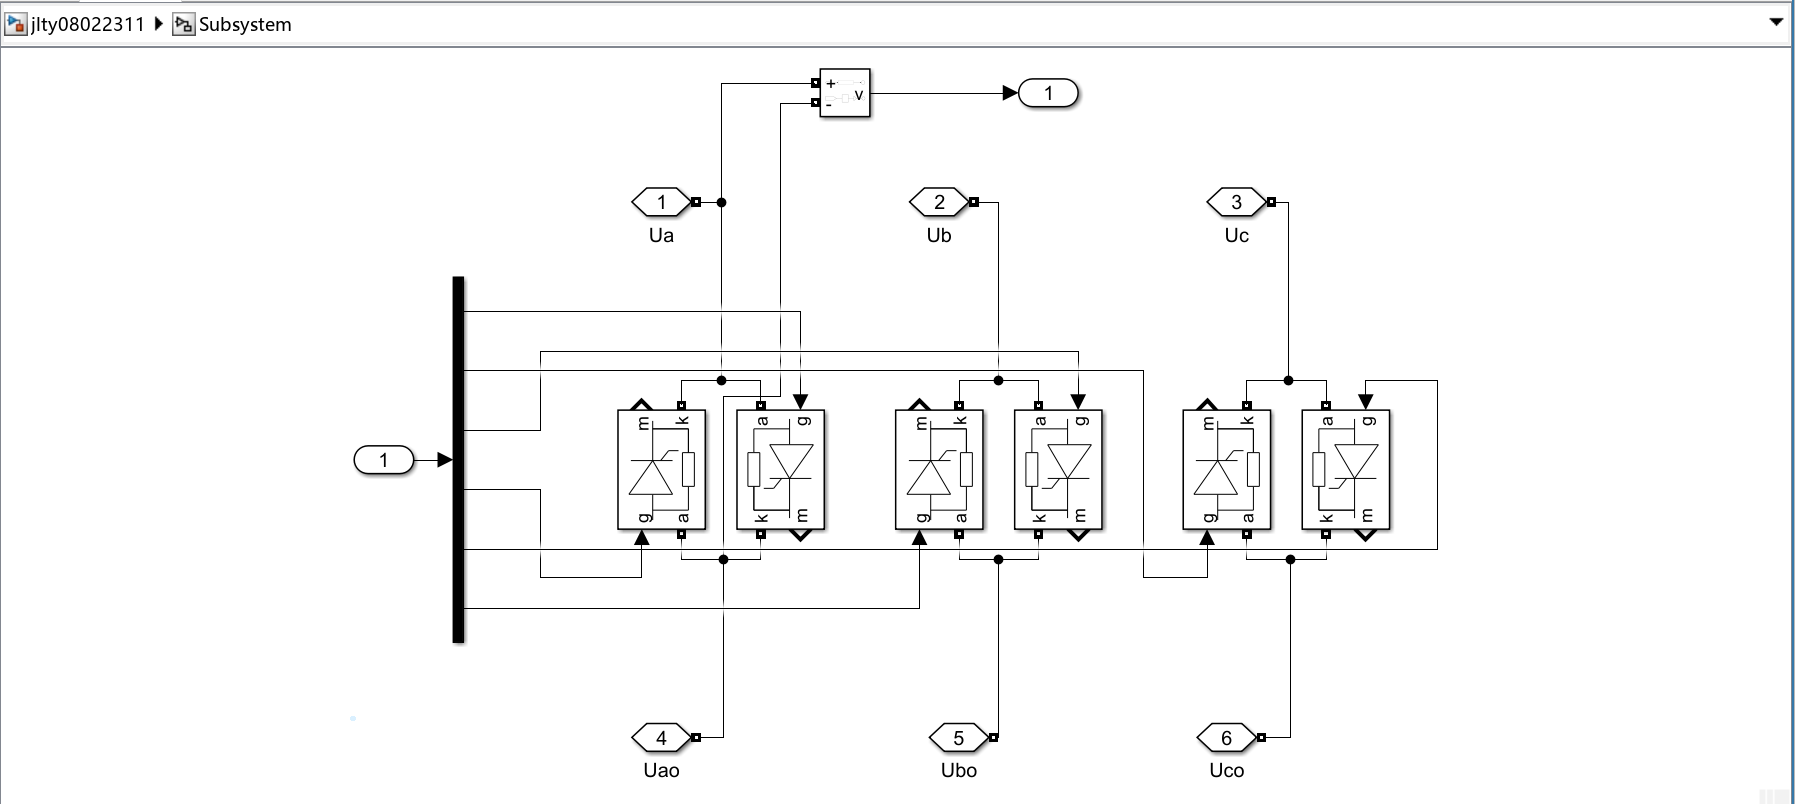 jlty08022311 Subsystem
+
- v
1
1 2 3
Ua Ub Uc
1
m k a g m k a g m k a g
g a k m g a k m g a k m
4 5 6
Uao Ubo Uco